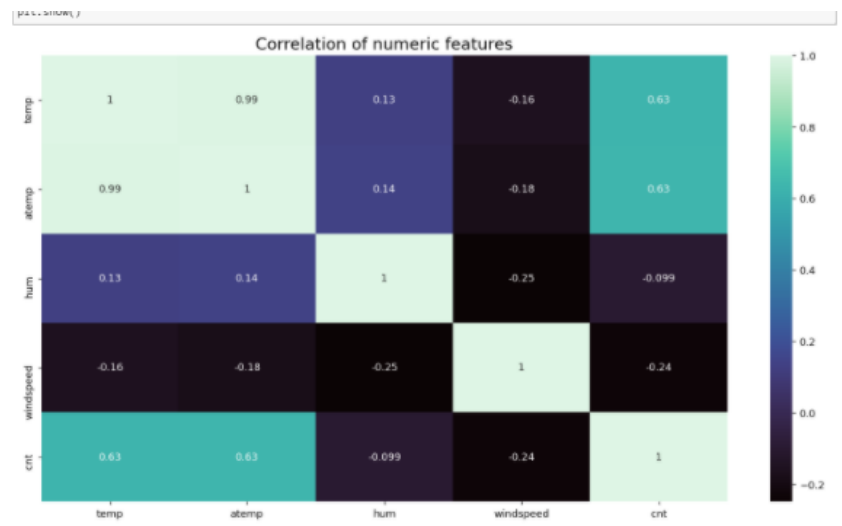 plt.show()
Correlation of numeric features
1.0
temp 1 0.99 0.13 -0.16 0.63
0.8
atemp 0.99 1 0.14 -0.18 0.63
0.6
0.4
hum 0.13 0.14 1 -0.25 -0.099
0.2
windspeed -0.16 -0.18 -0.25 1 -0.24
0.0
cnt 0.63 0.63 -0.099 -0.24 1
−0.2
temp atemp hum windspeed cnt